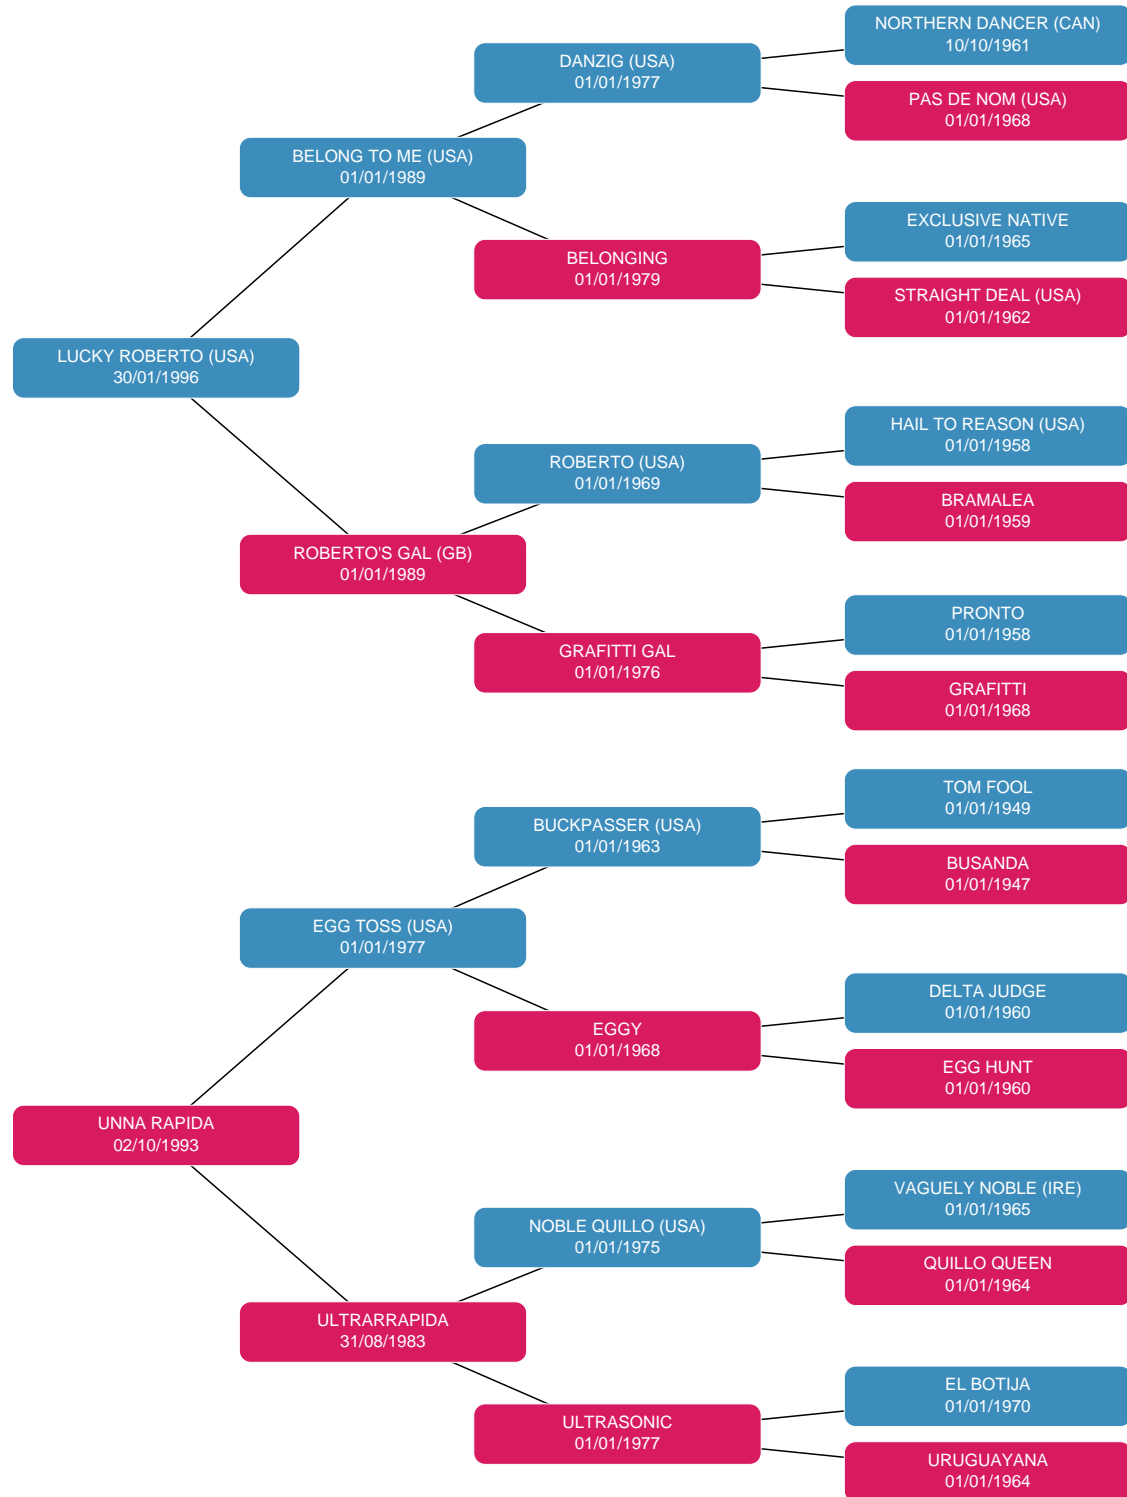 NORTHERN DANCER (CAN)
10/10/1961
DANZIG (USA)
01/01/1977
PAS DE NOM (USA)
01/01/1968
BELONG TO ME (USA)
01/01/1989
EXCLUSIVE NATIVE
01/01/1965
BELONGING
01/01/1979
STRAIGHT DEAL (USA)
01/01/1962
LUCKY ROBERTO (USA)
30/01/1996
HAIL TO REASON (USA)
01/01/1958
ROBERTO (USA)
01/01/1969
BRAMALEA
01/01/1959
ROBERTO'S GAL (GB)
01/01/1989
PRONTO
01/01/1958
GRAFITTI GAL
01/01/1976
GRAFITTI
01/01/1968
TOM FOOL
01/01/1949
BUCKPASSER (USA)
01/01/1963
BUSANDA
01/01/1947
EGG TOSS (USA)
01/01/1977
DELTA JUDGE
01/01/1960
EGGY
01/01/1968
EGG HUNT
01/01/1960
UNNA RAPIDA
02/10/1993
VAGUELY NOBLE (IRE)
01/01/1965
NOBLE QUILLO (USA)
01/01/1975
QUILLO QUEEN
01/01/1964
ULTRARRAPIDA
31/08/1983
EL BOTIJA
01/01/1970
ULTRASONIC
01/01/1977
URUGUAYANA
01/01/1964